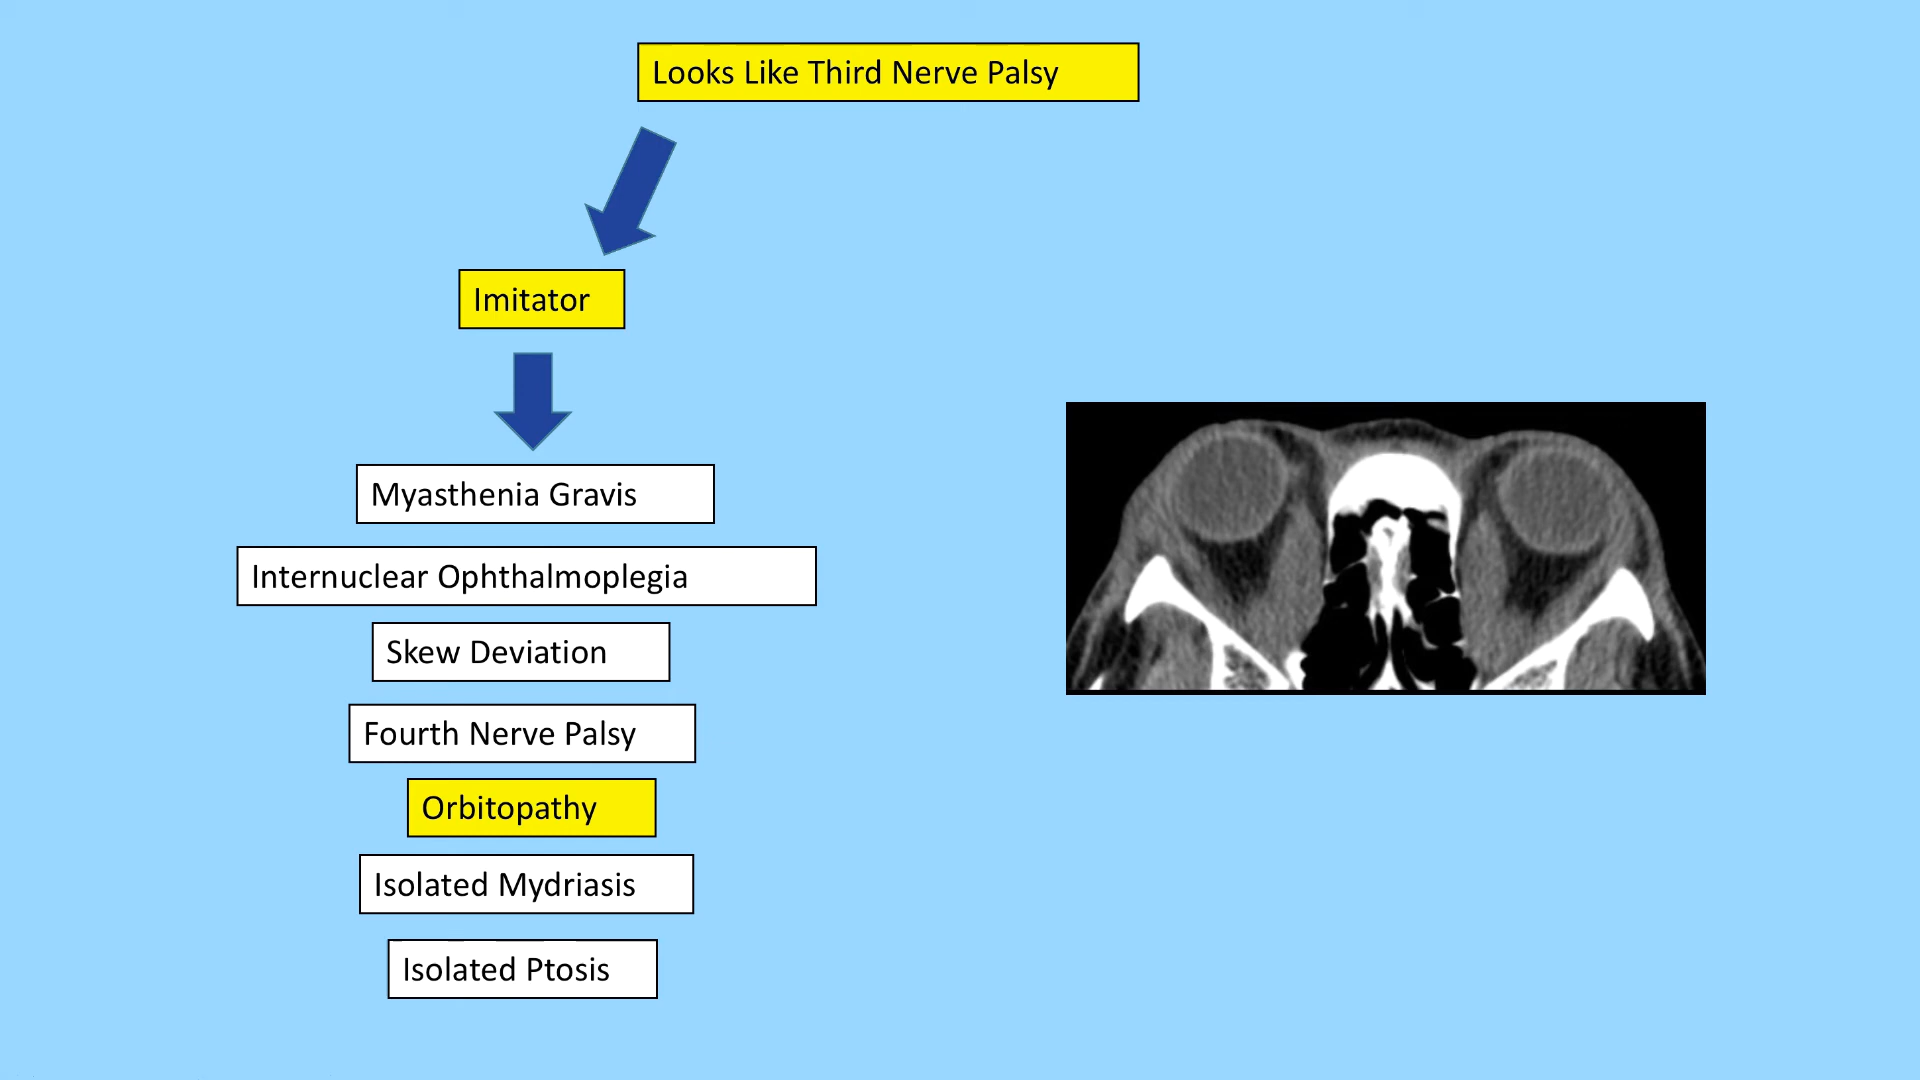 Looks Like Third Nerve Palsy
Imitator
Myasthenia Gravis
Internuclear Ophthalmoplegia
Skew Deviation
Fourth Nerve Palsy
Orbitopathy
Isolated Mydriasis
Isolated Ptosis